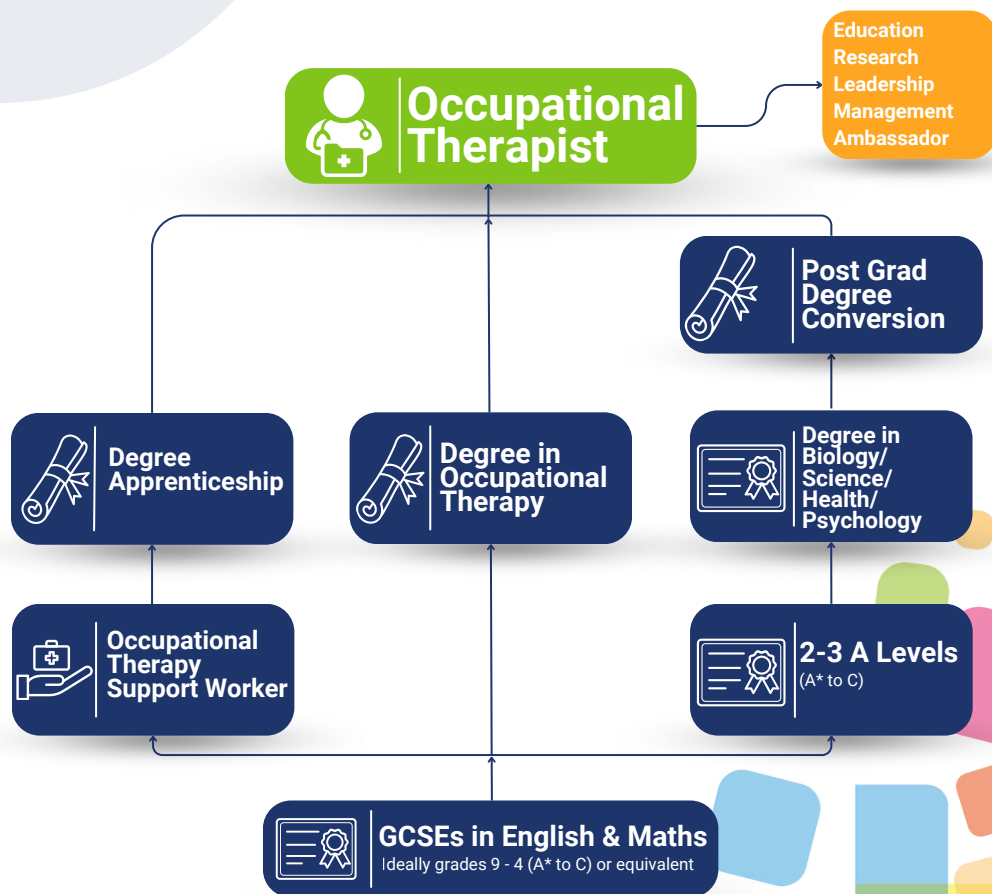 Education
Research
Leadership
Management
Ambassador
Occupational
Therapist
Post Grad
Degree
Conversion
Degree
Apprenticeship
Degree in
Occupational
Therapy
Degree in
Biology/
Science/
Health/
Psychology
Occupational
Therapy
Support Worker
2-3 A Levels
(A* to C)
GCSEs in English & Maths
Ideally grades 9 - 4 (A* to C) or equivalent